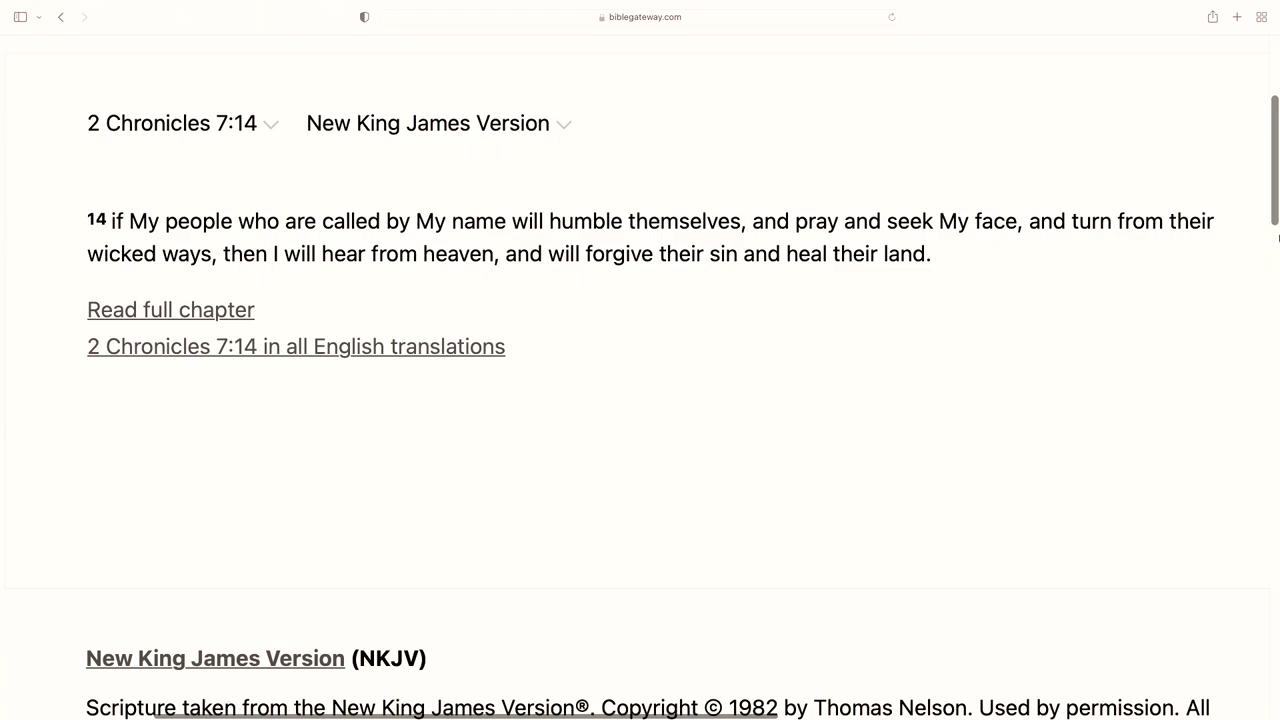 biblegateway.com
2 Chronicles 7:14 New King James Version
14 if My people who are called by My name will humble themselves, and pray and seek My face, and turn from their
wicked ways, then I will hear from heaven, and will forgive their sin and heal their land.
Read full chapter
2 Chronicles 7:14 in all English translations
New King James Version (NKJV)
Scripture taken from the New King James Version®. Copyright © 1982 by Thomas Nelson. Used by permission. All